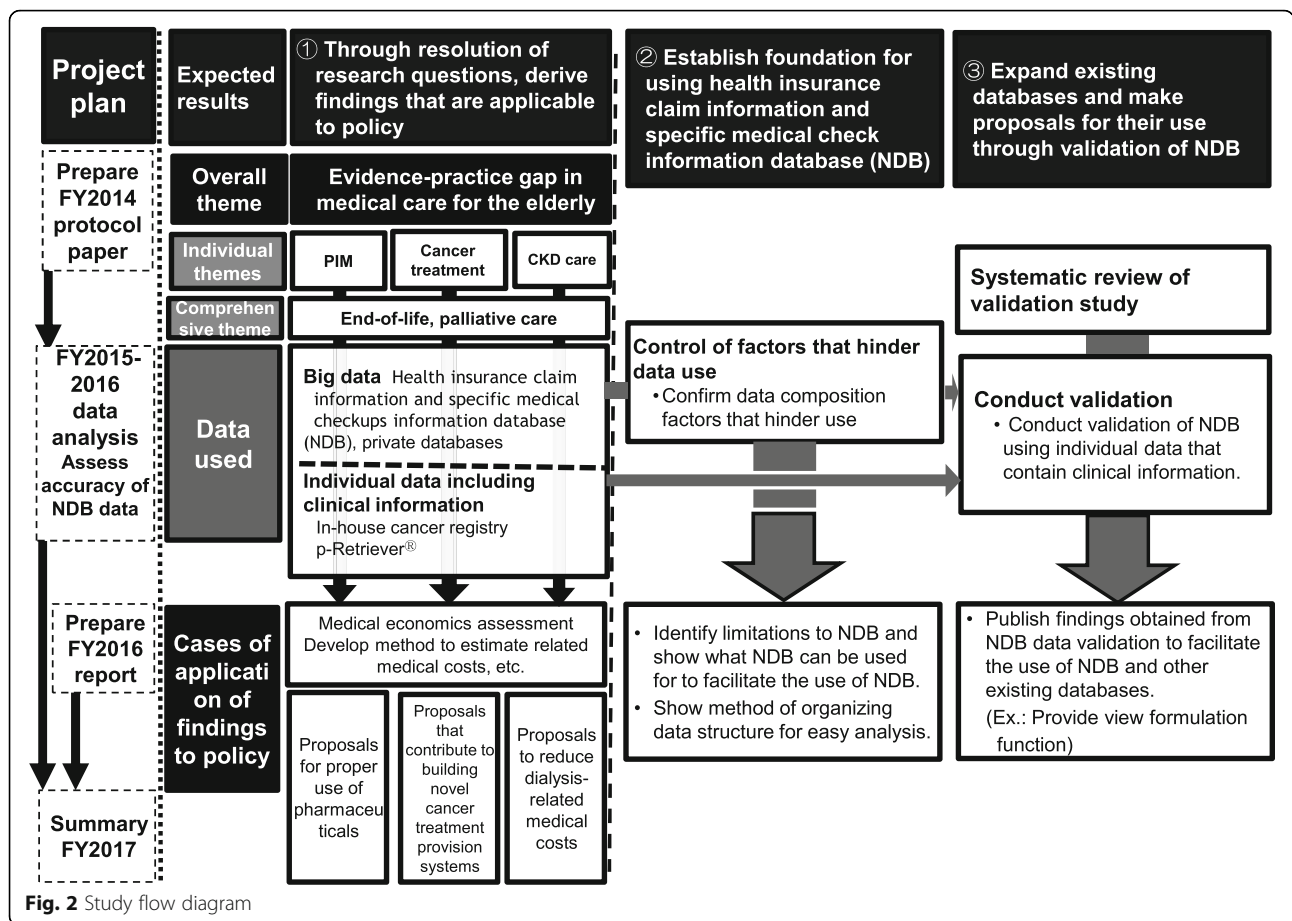 Project
plan
Prepare
FY2014
protocol
paper
FY2015-
2016
data
analysis
Assess
accuracy of
NDB data
Prepare
FY2016
report
Summary
FY2017
Expected
results
① Through resolution of
research questions, derive
findings that are applicable
to policy
② Establish foundation for
using health insurance
claim information and
specific medical check
information database (NDB)
③ Expand existing
databases and make
proposals for their use
through validation of NDB
Overall
theme
Evidence-practice gap in
medical care for the elderly
Individual
themes
PIM
Cancer
treatment
CKD care
Comprehen
sive theme
End-of-life, palliative care
Data
used
Big data Health insurance claim
information and specific medical
checkups information database
(NDB), private databases
Individual data including
clinical information
In-house cancer registry
p-Retriever®
Control of factors that hinder
data use
•Confirm data composition
factors that hinder use
Systematic review of
validation study
Conduct validation
• Conduct validation of NDB
using individual data that
contain clinical information.
Cases of
applicati
on of
findings
to policy
Medical economics assessment
Develop method to estimate related
medical costs, etc.
Proposals
for proper
use of
pharmaceu
ticals
Proposals
that
contribute to
building
novel
cancer
treatment
provision
systems
Proposals
to reduce
dialysis-
related
medical
costs
• Identify limitations to NDB and
show what NDB can be used
for to facilitate the use of NDB.
• Show method of organizing
data structure for easy analysis.
• Publish findings obtained from
NDB data validation to facilitate
the use of NDB and other
existing databases.
(Ex.: Provide view formulation
function)
Fig. 2 Study flow diagram